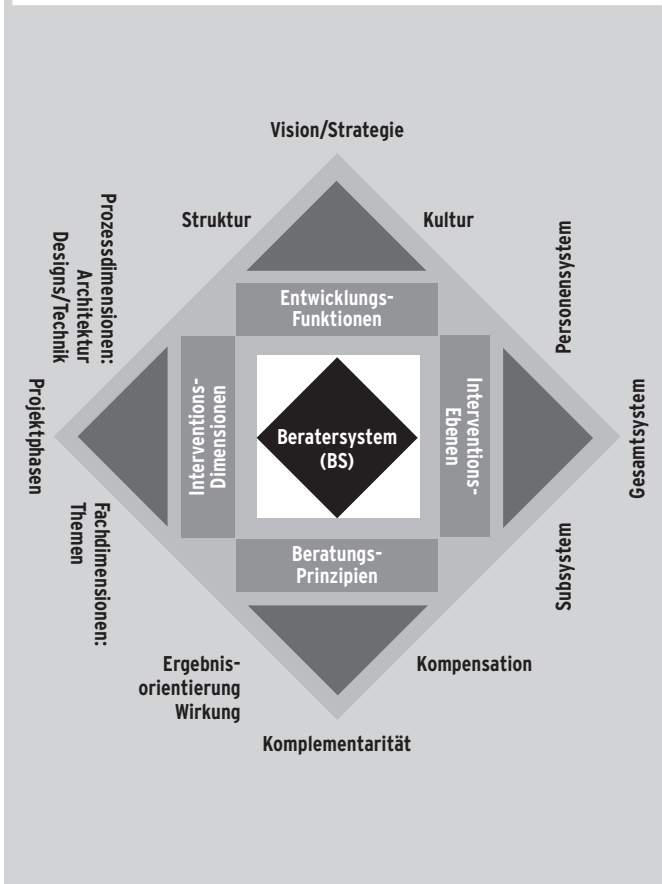 Vision/Strategie
Struktur
Kultur
Prozessdimensionen:
Architektur
Designs/Technik
Personensystem
Entwicklungs-
Funktionen
Interventions-
Dimensionen
Beratersystem
(BS)
Interventions-
Ebenen
Projektphasen
Gesamtsystem
Beratungs-
Prinzipien
Fachdimensionen:
Themen
Subsystem
Ergebnis-
orientierung
Wirkung
Kompensation
Komplementarität